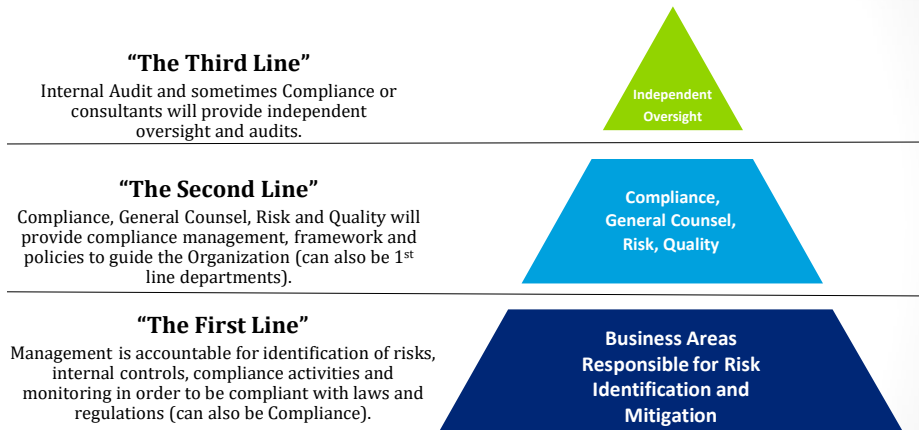 “The Third Line”
Internal Audit and sometimes Compliance or
consultants will provide independent
oversight and audits.
Independent
Oversight
“The Second Line”
Compliance, General Counsel, Risk and Quality will
provide compliance management, framework and
policies to guide the Organization (can also be 1st
line departments).
Compliance,
General Counsel,
Risk, Quality
“The First Line”
Management is accountable for identification of risks,
internal controls, compliance activities and
monitoring in order to be compliant with laws and
regulations (can also be Compliance).
Business Areas
Responsible for Risk
Identification and
Mitigation